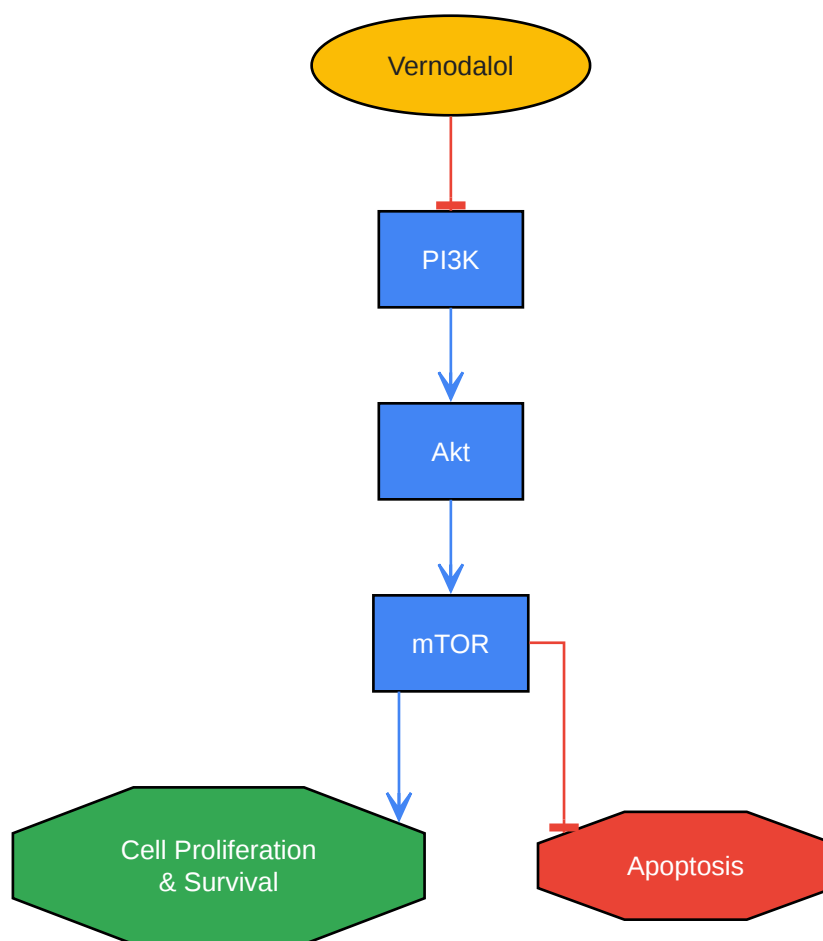 Vernodalol
PI3K
Akt
mTOR
Cell Proliferation
& Survival
Apoptosis